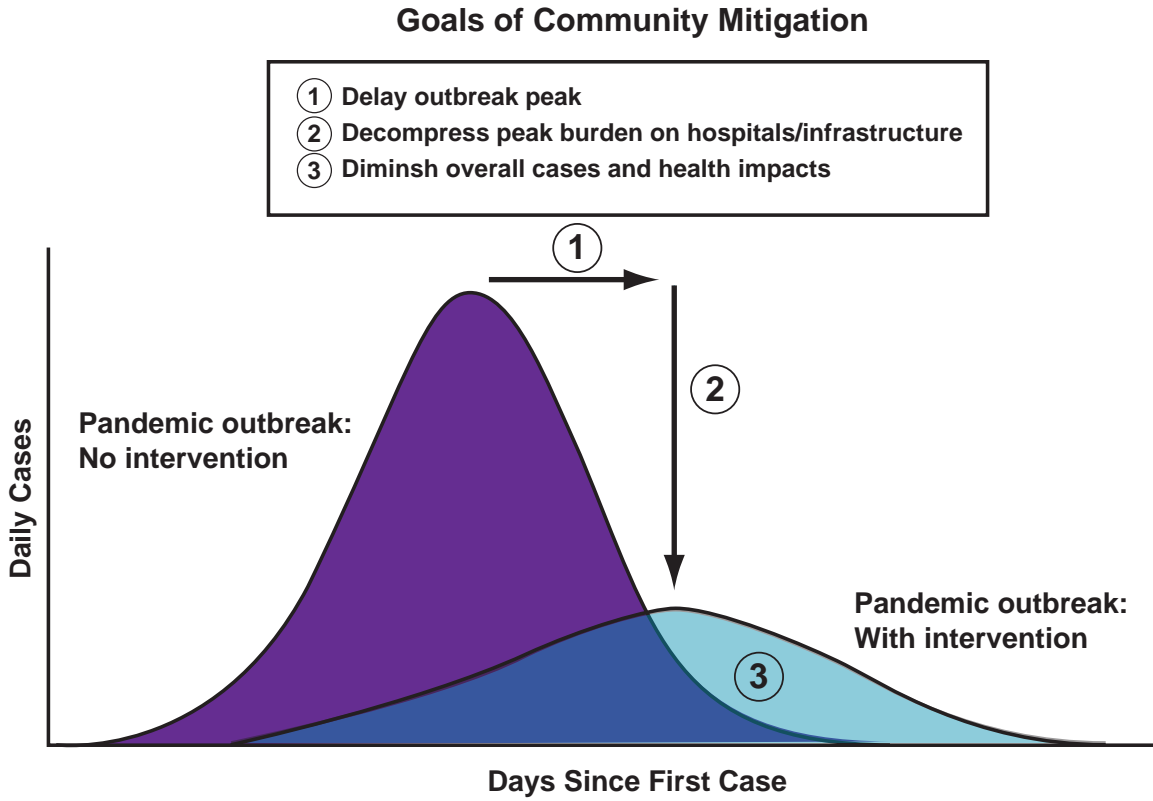 Goals of Community Mitigation
1 Delay outbreak peak
2 Decompress peak burden on hospitals/infrastructure
3 Diminsh overall cases and health impacts
1
2
Pandemic outbreak:
No intervention
Daily Cases
Pandemic outbreak:
With intervention
3
Days Since First Case